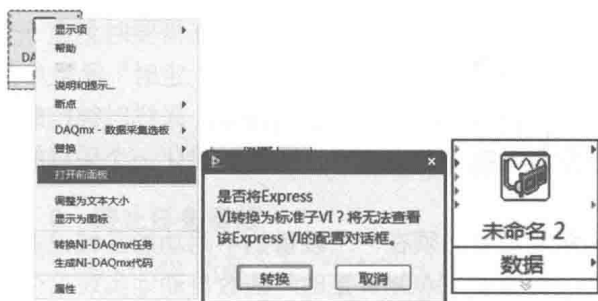 DA
显示项
帮助
说明和提示...
断点
DAQmx - 数据采集选板
替换
打开前面板
调整为文本大小
显示为图标
转换NI-DAQmx任务
生成NI-DAQmx代码
属性
是否将Express
VI转换为标准子VI？将无法查看
该Express VI的配置对话框。
转换
取消
未命名 2
数据